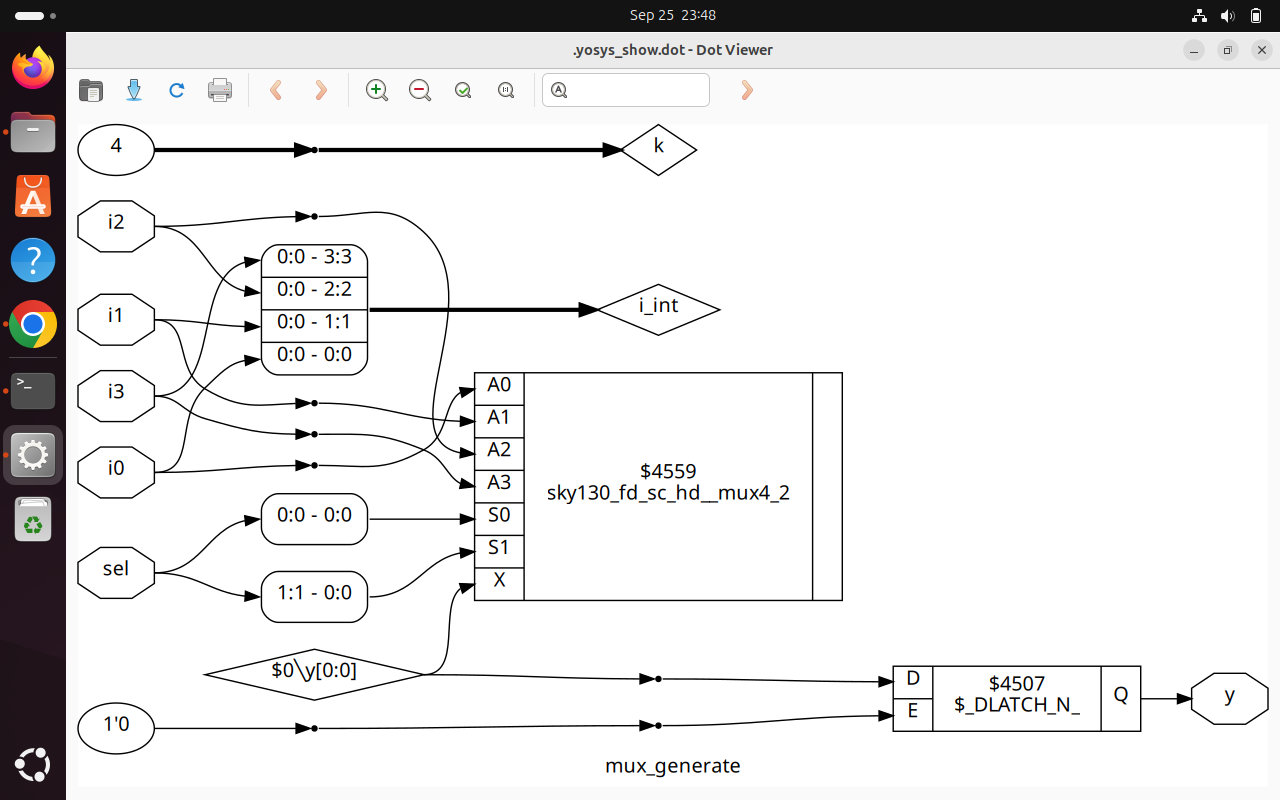 Sep 25 23:48
.yosys_show.dot - Dot Viewer
4
k
i2
0:0 - 3:3
0:0 - 2:2
0:0 - 1:1
0:0 - 0:0
i_int
i1
i3
i0
A0
A1
A2
A3
S0
S1
X
$4559
sky130_fd_sc_hd__mux4_2
0:0 - 0:0
sel
1:1 - 0:0
$0\y[0:0]
1'0
D
E
$4507
$_DLATCH_N_
Q
y
mux_generate